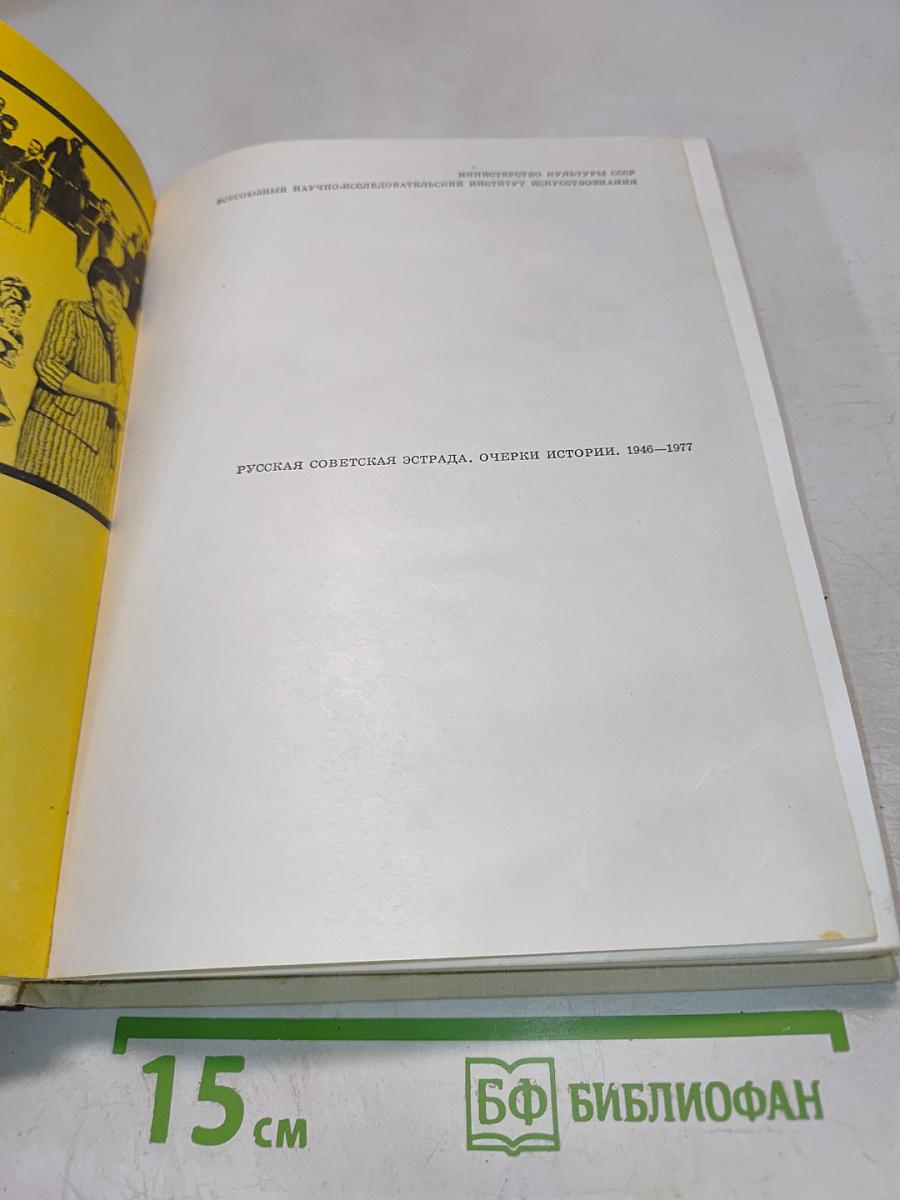 МИНИСТЕРСТВО КУЛЬТУРЫ СССР
ВСЕСОЮЗНЫЙ НАУЧНО-ИССЛЕДОВАТЕЛЬСКИЙ ИНСТИТУТ ИСКУССТВОЗНАНИЯ
РУССКАЯ СОВЕТСКАЯ ЭСТРАДА. ОЧЕРКИ ИСТОРИИ. 1946—1977
15 см
БФ БИБЛИОФАН